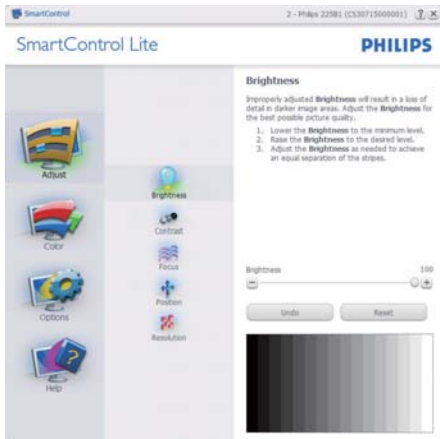 SmartControl
2 - Philips 225B1 (CS30715000001)
SmartControl Lite
PHILIPS
Adjust
Color
Options
Help
Brightness
Contrast
Focus
Position
Resolution
Brightness
Improperly adjusted Brightness will result in a loss of
detail in darker image areas. Adjust the Brightness for
the best possible picture quality.
1. Lower the Brightness to the minimum level.
2. Raise the Brightness to the desired level.
3. Adjust the Brightness as needed to achieve
an equal separation of the stripes.
Brightness 100
Undo
Reset